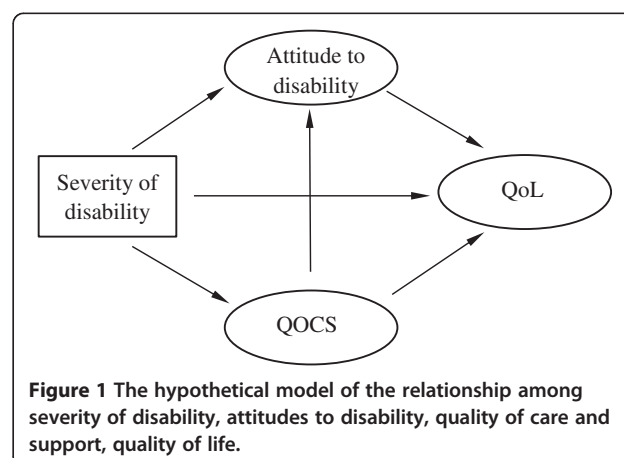 Attitude to
disability
Severity of
disability
QoL
QOCS
Figure 1 The hypothetical model of the relationship among
severity of disability, attitudes to disability, quality of care and
support, quality of life.